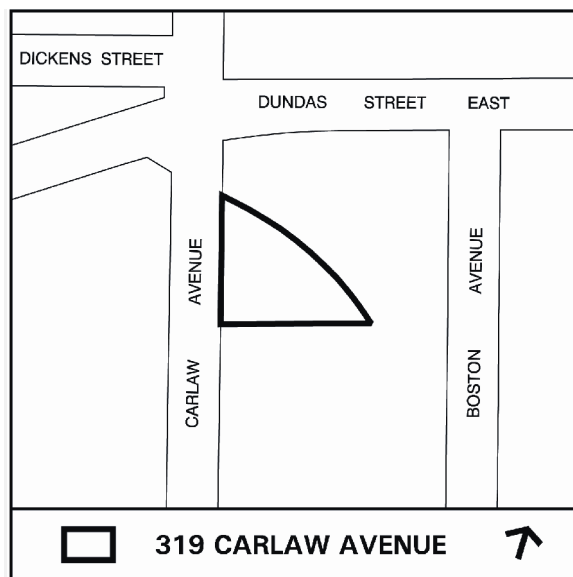 DICKENS STREET
DUNDAS STREET EAST
CARLAW AVENUE
BOSTON AVENUE
319 CARLAW AVENUE